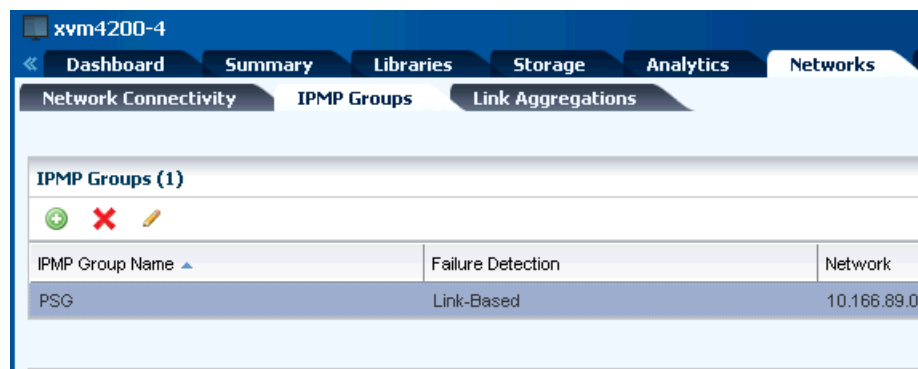 xvm4200-4
« Dashboard Summary Libraries Storage Analytics Networks
Network Connectivity IPMP Groups Link Aggregations
IPMP Groups (1)
IPMP Group Name Failure Detection Network
PSG Link-Based 10.166.89.0